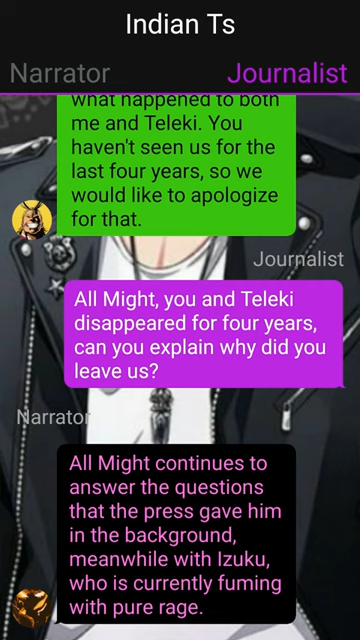 Indian Ts
Narrator
Journalist
what happened to both
me and Teleki. You
haven't seen us for the
last four years, so we
would like to apologize
for that.
Journalist
All Might, you and Teleki
disappeared for four years,
can you explain why did you
leave us?
Narrator
All Might continues to
answer the questions
that the press gave him
in the background,
meanwhile with Izuku,
who is currently fuming
with pure rage.